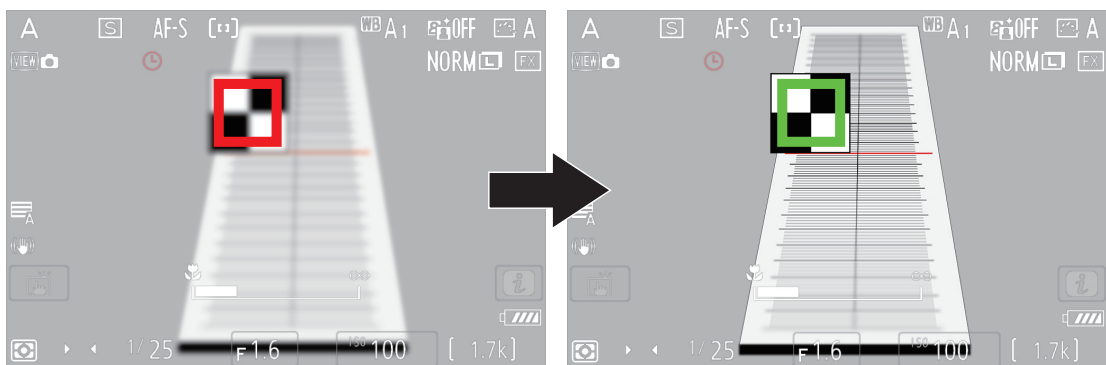 A S AF-S WB A1 OFF A
VIEW NORM L FX
A
i
1/25 F1.6 ISO 100 [ 1.7k]
A S AF-S WB A1 OFF A
VIEW NORM L FX
A
i
1/25 F1.6 ISO 100 [ 1.7k]